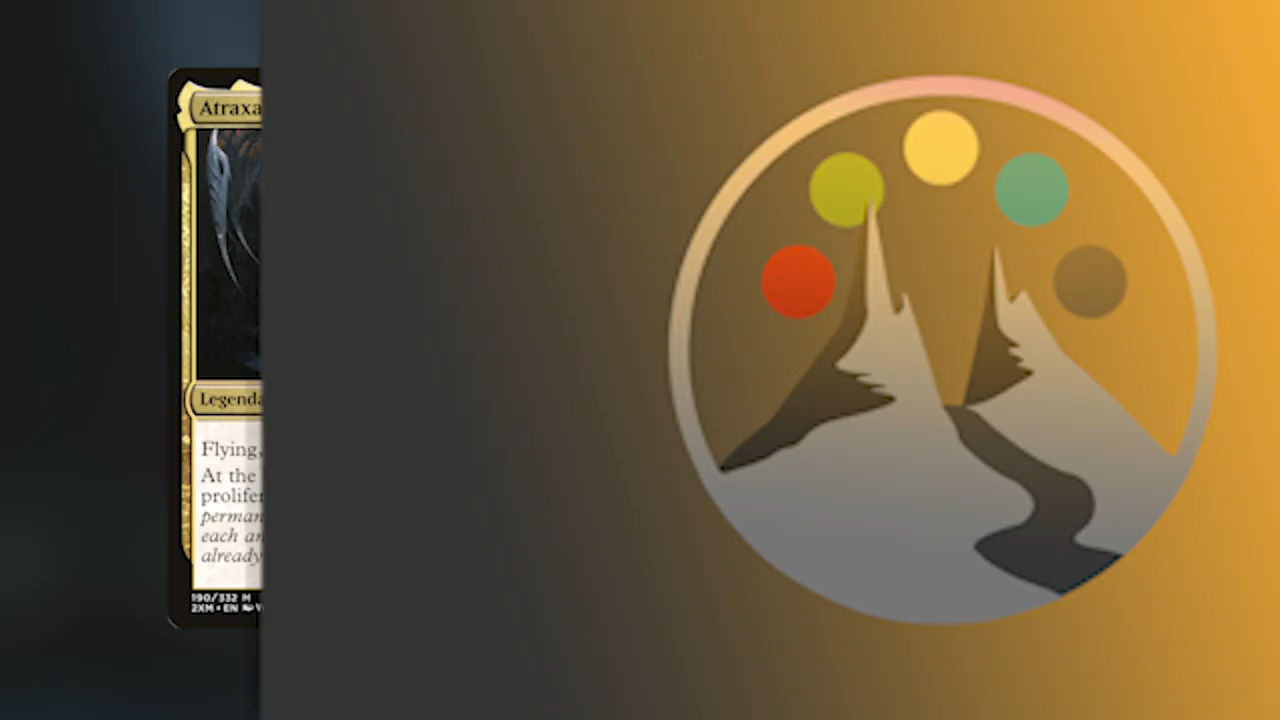 Atraxa
Legenda
Flying,
At the
prolifer
perman
each an
already
190/332 M
2XM • EN